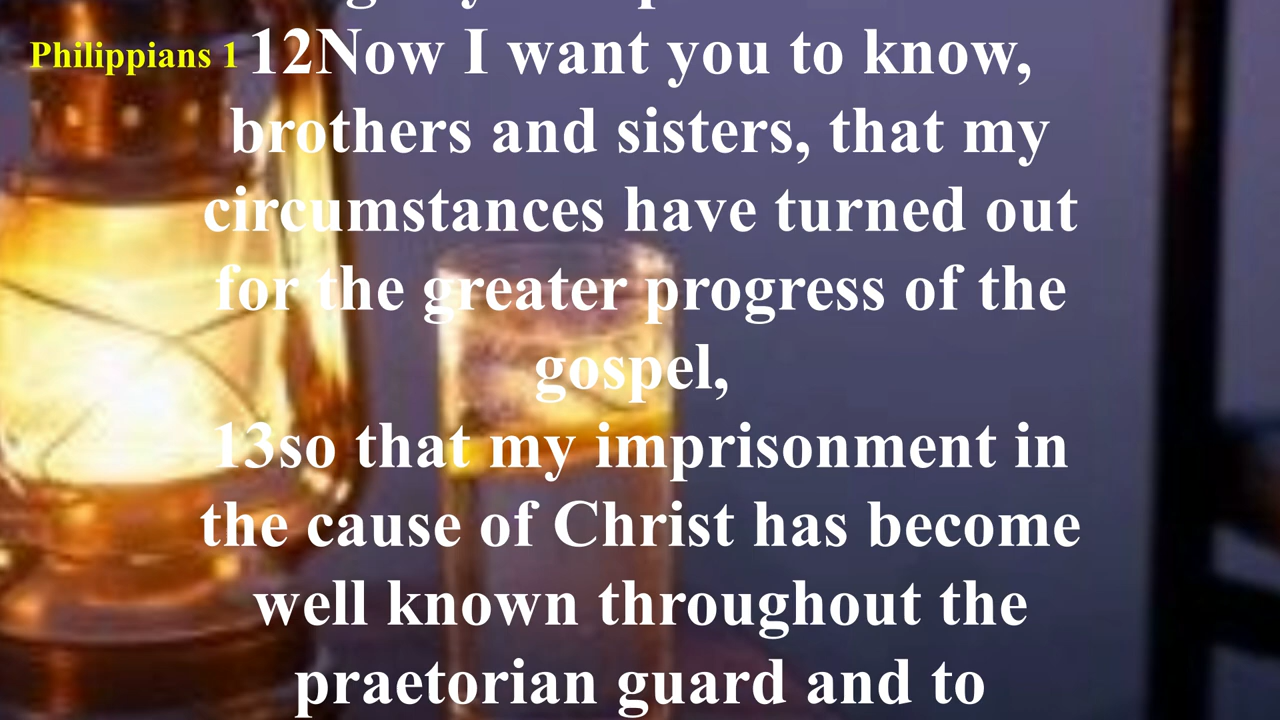 Philippians 1
12Now I want you to know,
brothers and sisters, that my
circumstances have turned out
for the greater progress of the
gospel,
13so that my imprisonment in
the cause of Christ has become
well known throughout the
praetorian guard and to